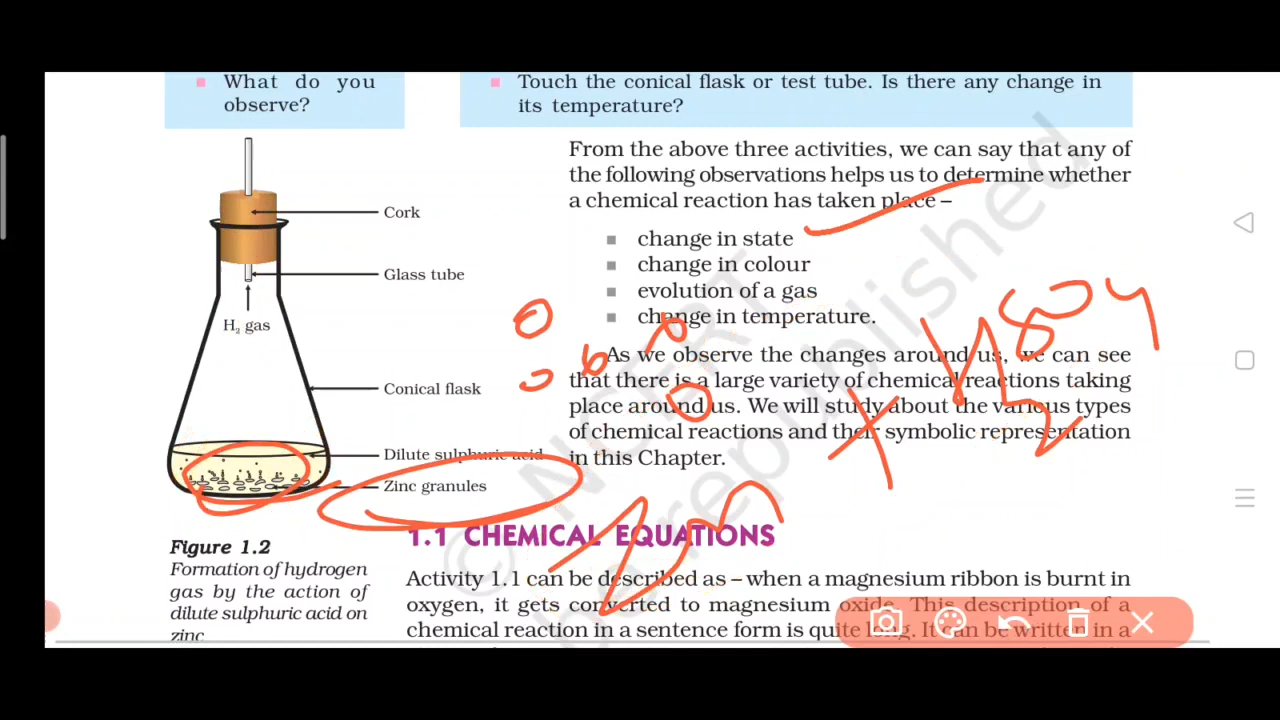 What do you
observe?
Touch the conical flask or test tube. Is there any change in
its temperature?
From the above three activities, we can say that any of
the following observations helps us to determine whether
a chemical reaction has taken place –
change in state
change in colour
evolution of a gas
change in temperature.
As we observe the changes around us, we can see
that there is a large variety of chemical reactions taking
place around us. We will study about the various types
of chemical reactions and their symbolic representation
in this Chapter.
Cork
Glass tube
H₂ gas
Conical flask
Dilute sulphuric acid
Zinc granules
Figure 1.2
Formation of hydrogen
gas by the action of
dilute sulphuric acid on
zinc
Zn + H2SO4
1.1 CHEMICAL EQUATIONS
Activity 1.1 can be described as – when a magnesium ribbon is burnt in
oxygen, it gets converted to magnesium oxide. This description of a
chemical reaction in a sentence form is quite long. It can be written in a
© NCERT
be republished